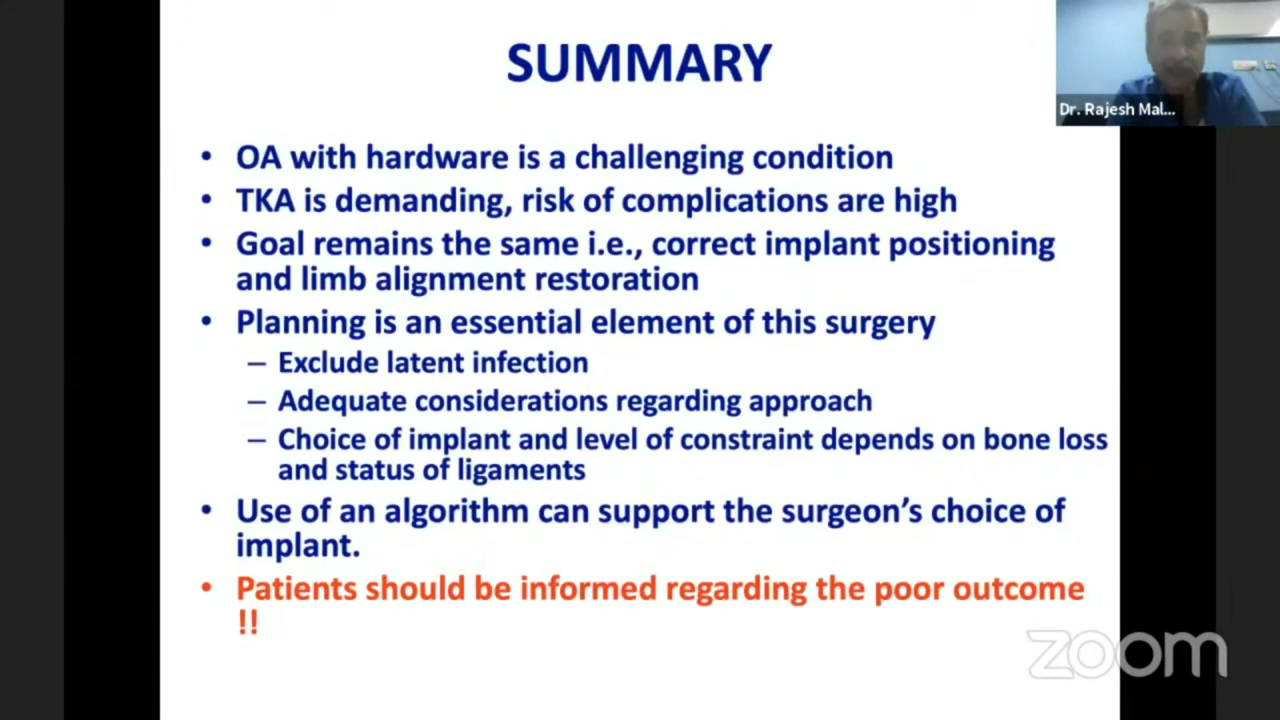 SUMMARY
Dr. Rajesh Mal...
• OA with hardware is a challenging condition
• TKA is demanding, risk of complications are high
• Goal remains the same i.e., correct implant positioning
and limb alignment restoration
• Planning is an essential element of this surgery
– Exclude latent infection
– Adequate considerations regarding approach
– Choice of implant and level of constraint depends on bone loss
and status of ligaments
• Use of an algorithm can support the surgeon’s choice of
implant.
• Patients should be informed regarding the poor outcome
!!
zoom